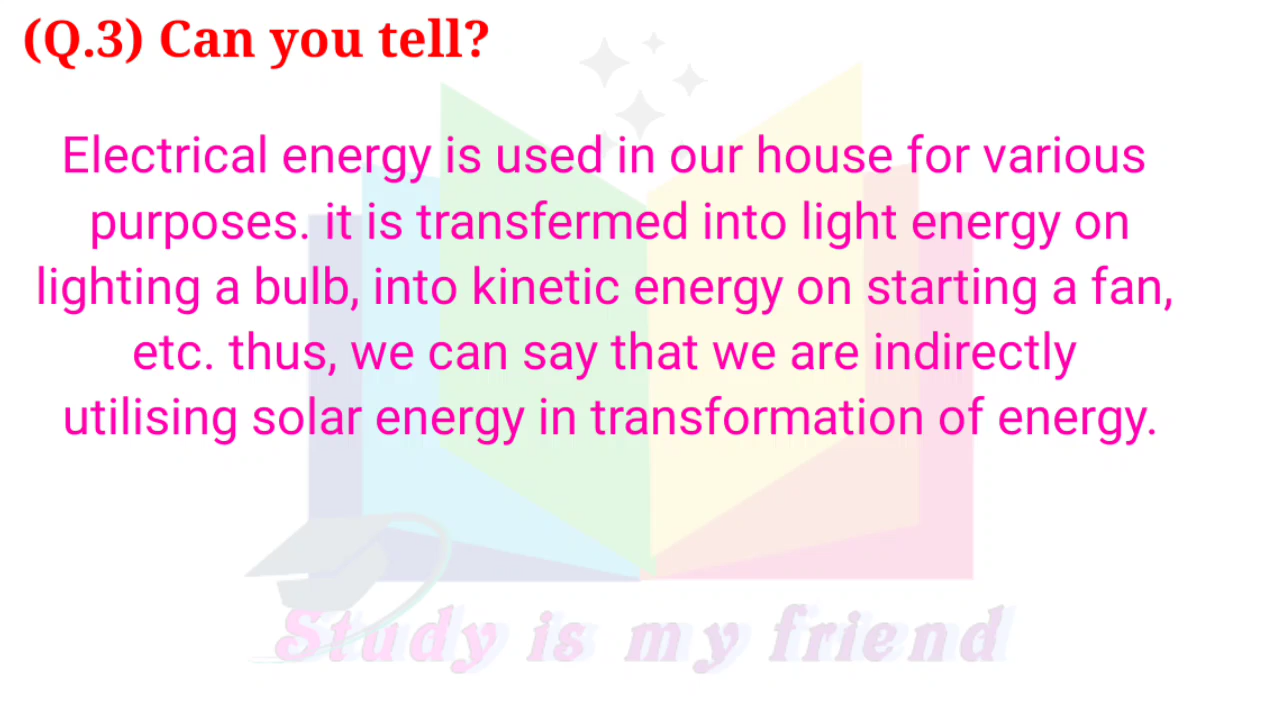 (Q.3) Can you tell?
Electrical energy is used in our house for various
purposes. it is transfermed into light energy on
lighting a bulb, into kinetic energy on starting a fan,
etc. thus, we can say that we are indirectly
utilising solar energy in transformation of energy.
Study is my friend